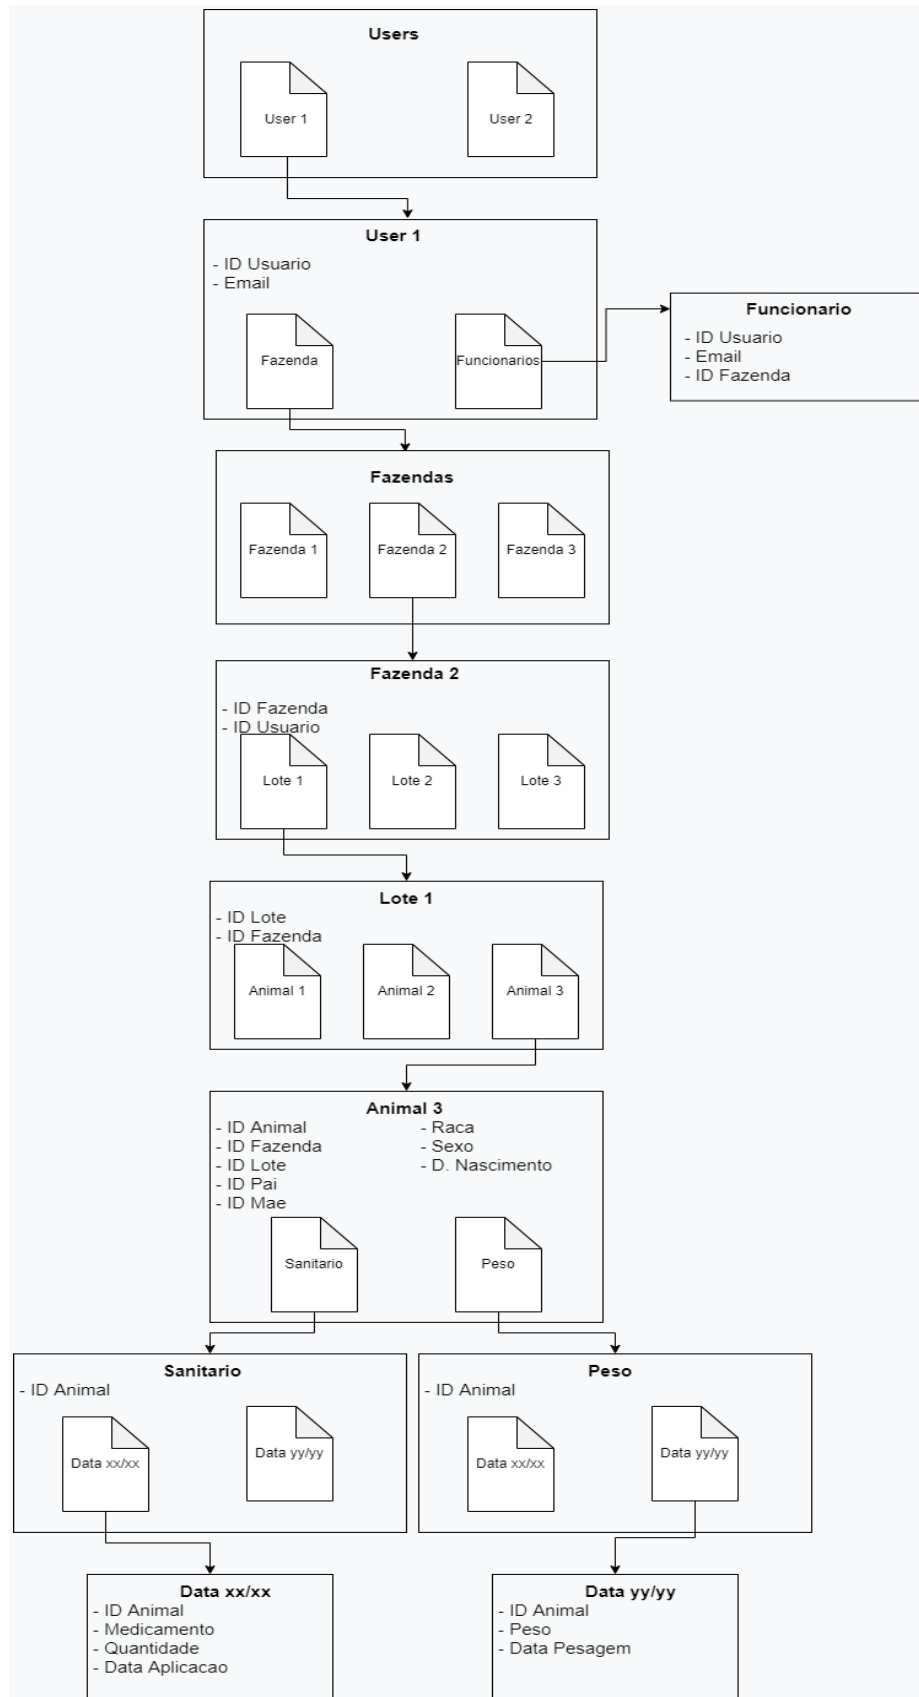 Users
User 1
User 2
User 1
- ID Usuario
- Email
Fazenda
Funcionarios
Funcionario
- ID Usuario
- Email
- ID Fazenda
Fazendas
Fazenda 1
Fazenda 2
Fazenda 3
Fazenda 2
- ID Fazenda
- ID Usuario
Lote 1
Lote 2
Lote 3
Lote 1
- ID Lote
- ID Fazenda
Animal 1
Animal 2
Animal 3
Animal 3
- ID Animal
- ID Fazenda
- ID Lote
- ID Pai
- ID Mae
- Raca
- Sexo
- D. Nascimento
Sanitario
Peso
Sanitario
- ID Animal
Data xx/xx
Data yy/yy
Peso
- ID Animal
Data xx/xx
Data yy/yy
Data xx/xx
- ID Animal
- Medicamento
- Quantidade
- Data Aplicacao
Data yy/yy
- ID Animal
- Peso
- Data Pesagem